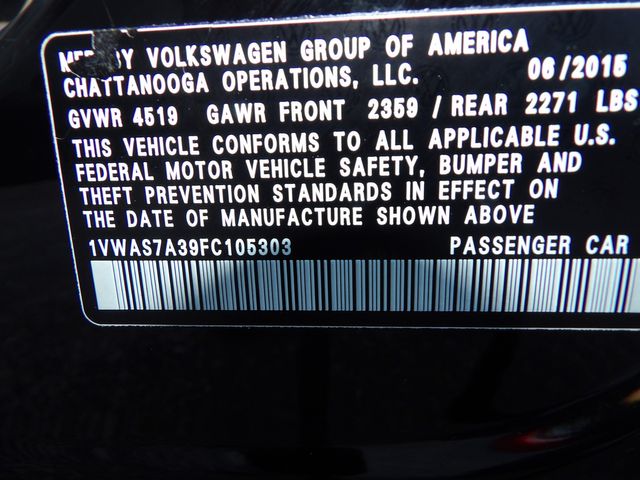 MFD BY VOLKSWAGEN GROUP OF AMERICA
CHATTANOOGA OPERATIONS, LLC. 06/2015
GVWR 4519 GAWR FRONT 2359 / REAR 2271 LBS
THIS VEHICLE CONFORMS TO ALL APPLICABLE U.S.
FEDERAL MOTOR VEHICLE SAFETY, BUMPER AND
THEFT PREVENTION STANDARDS IN EFFECT ON
THE DATE OF MANUFACTURE SHOWN ABOVE
1VWAS7A39FC105303 PASSENGER CAR